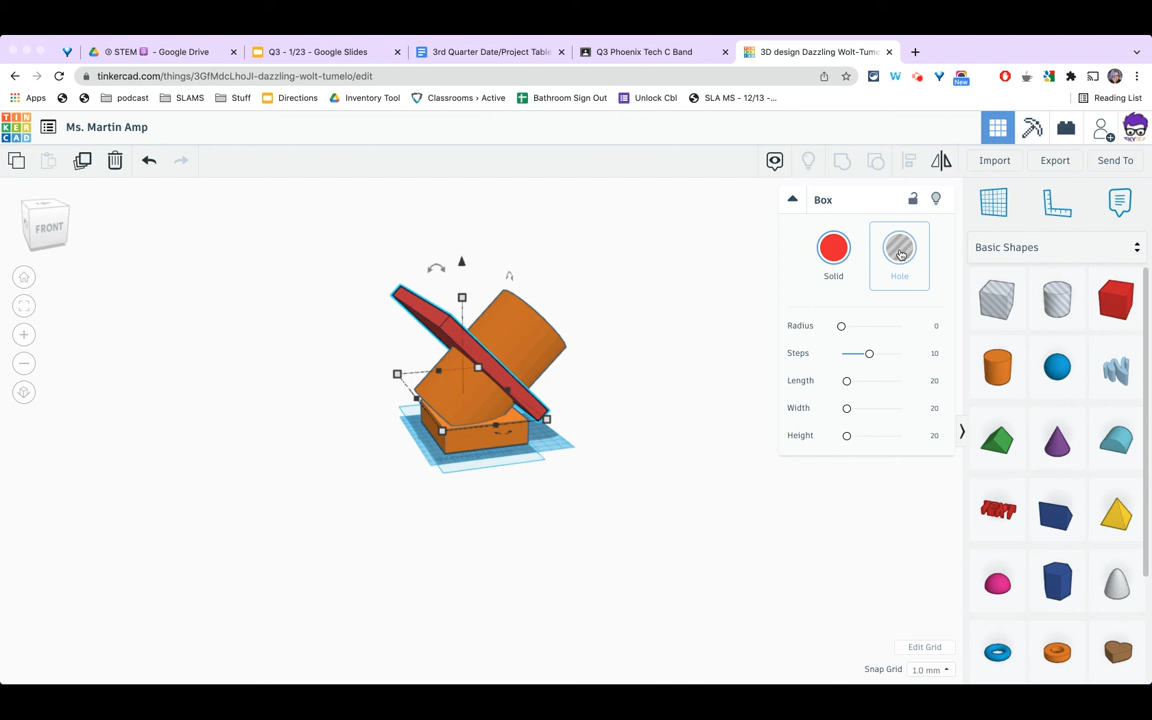 STEM - Google Drive
Q3 - 1/23 - Google Slides
3rd Quarter Date/Project Table
Q3 Phoenix Tech C Band
3D design Dazzling Wolt-Tume
tinkercad.com/things/3GfMdcLhoJl-dazzling-wolt-tumelo/edit
New
Apps
podcast
SLAMS
Stuff
Directions
Inventory Tool
Classroms › Active
Bathroom Sign Out
Unlock Cbl
SLA MS - 12/13 -...
Reading List
TIN
KER
CAD
Ms. Martin Amp
Import
Export
Send To
FRONT
Box
Solid
Hole
Radius 0
Steps 10
Length 20
Width 20
Height 20
Basic Shapes
TEXT
Edit Grid
Snap Grid 1.0 mm